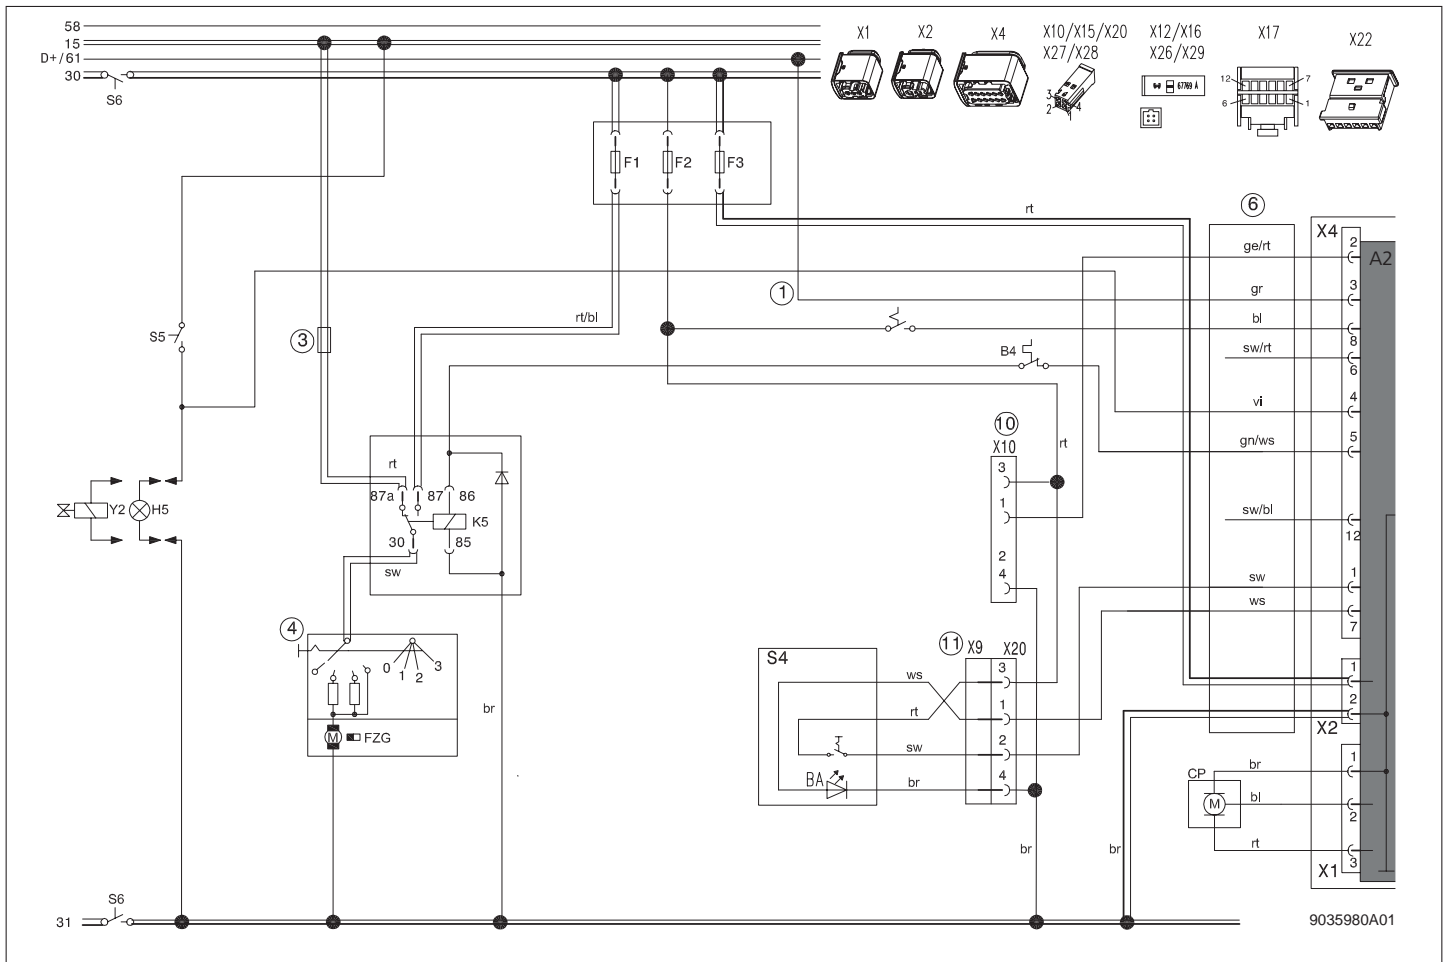 58
15
D+/61
30
S6
X1
X2
X4
X10/X15/X20
X27/X28
X12/X16
X26/X29
X17
X22
3
2
4
67769 A
12
7
6
1
F1
F2
F3
rt
6
X4
2
A2
ge/rt
3
gr
1
bl
8
rt/bl
3
S5
B4
sw/rt
6
4
vi
5
gn/ws
10
X10
rt
3
1
2
4
rt
87a
87
86
K5
30
85
sw
Y2
H5
sw/bl
12
1
sw
ws
7
4
0
1
2
3
M
FZG
br
S4
11
X9
X20
ws
3
rt
1
sw
2
BA
br
4
1
2
X2
CP
br
1
M
bl
2
rt
3
X1
br
br
31
S6
9035980A01